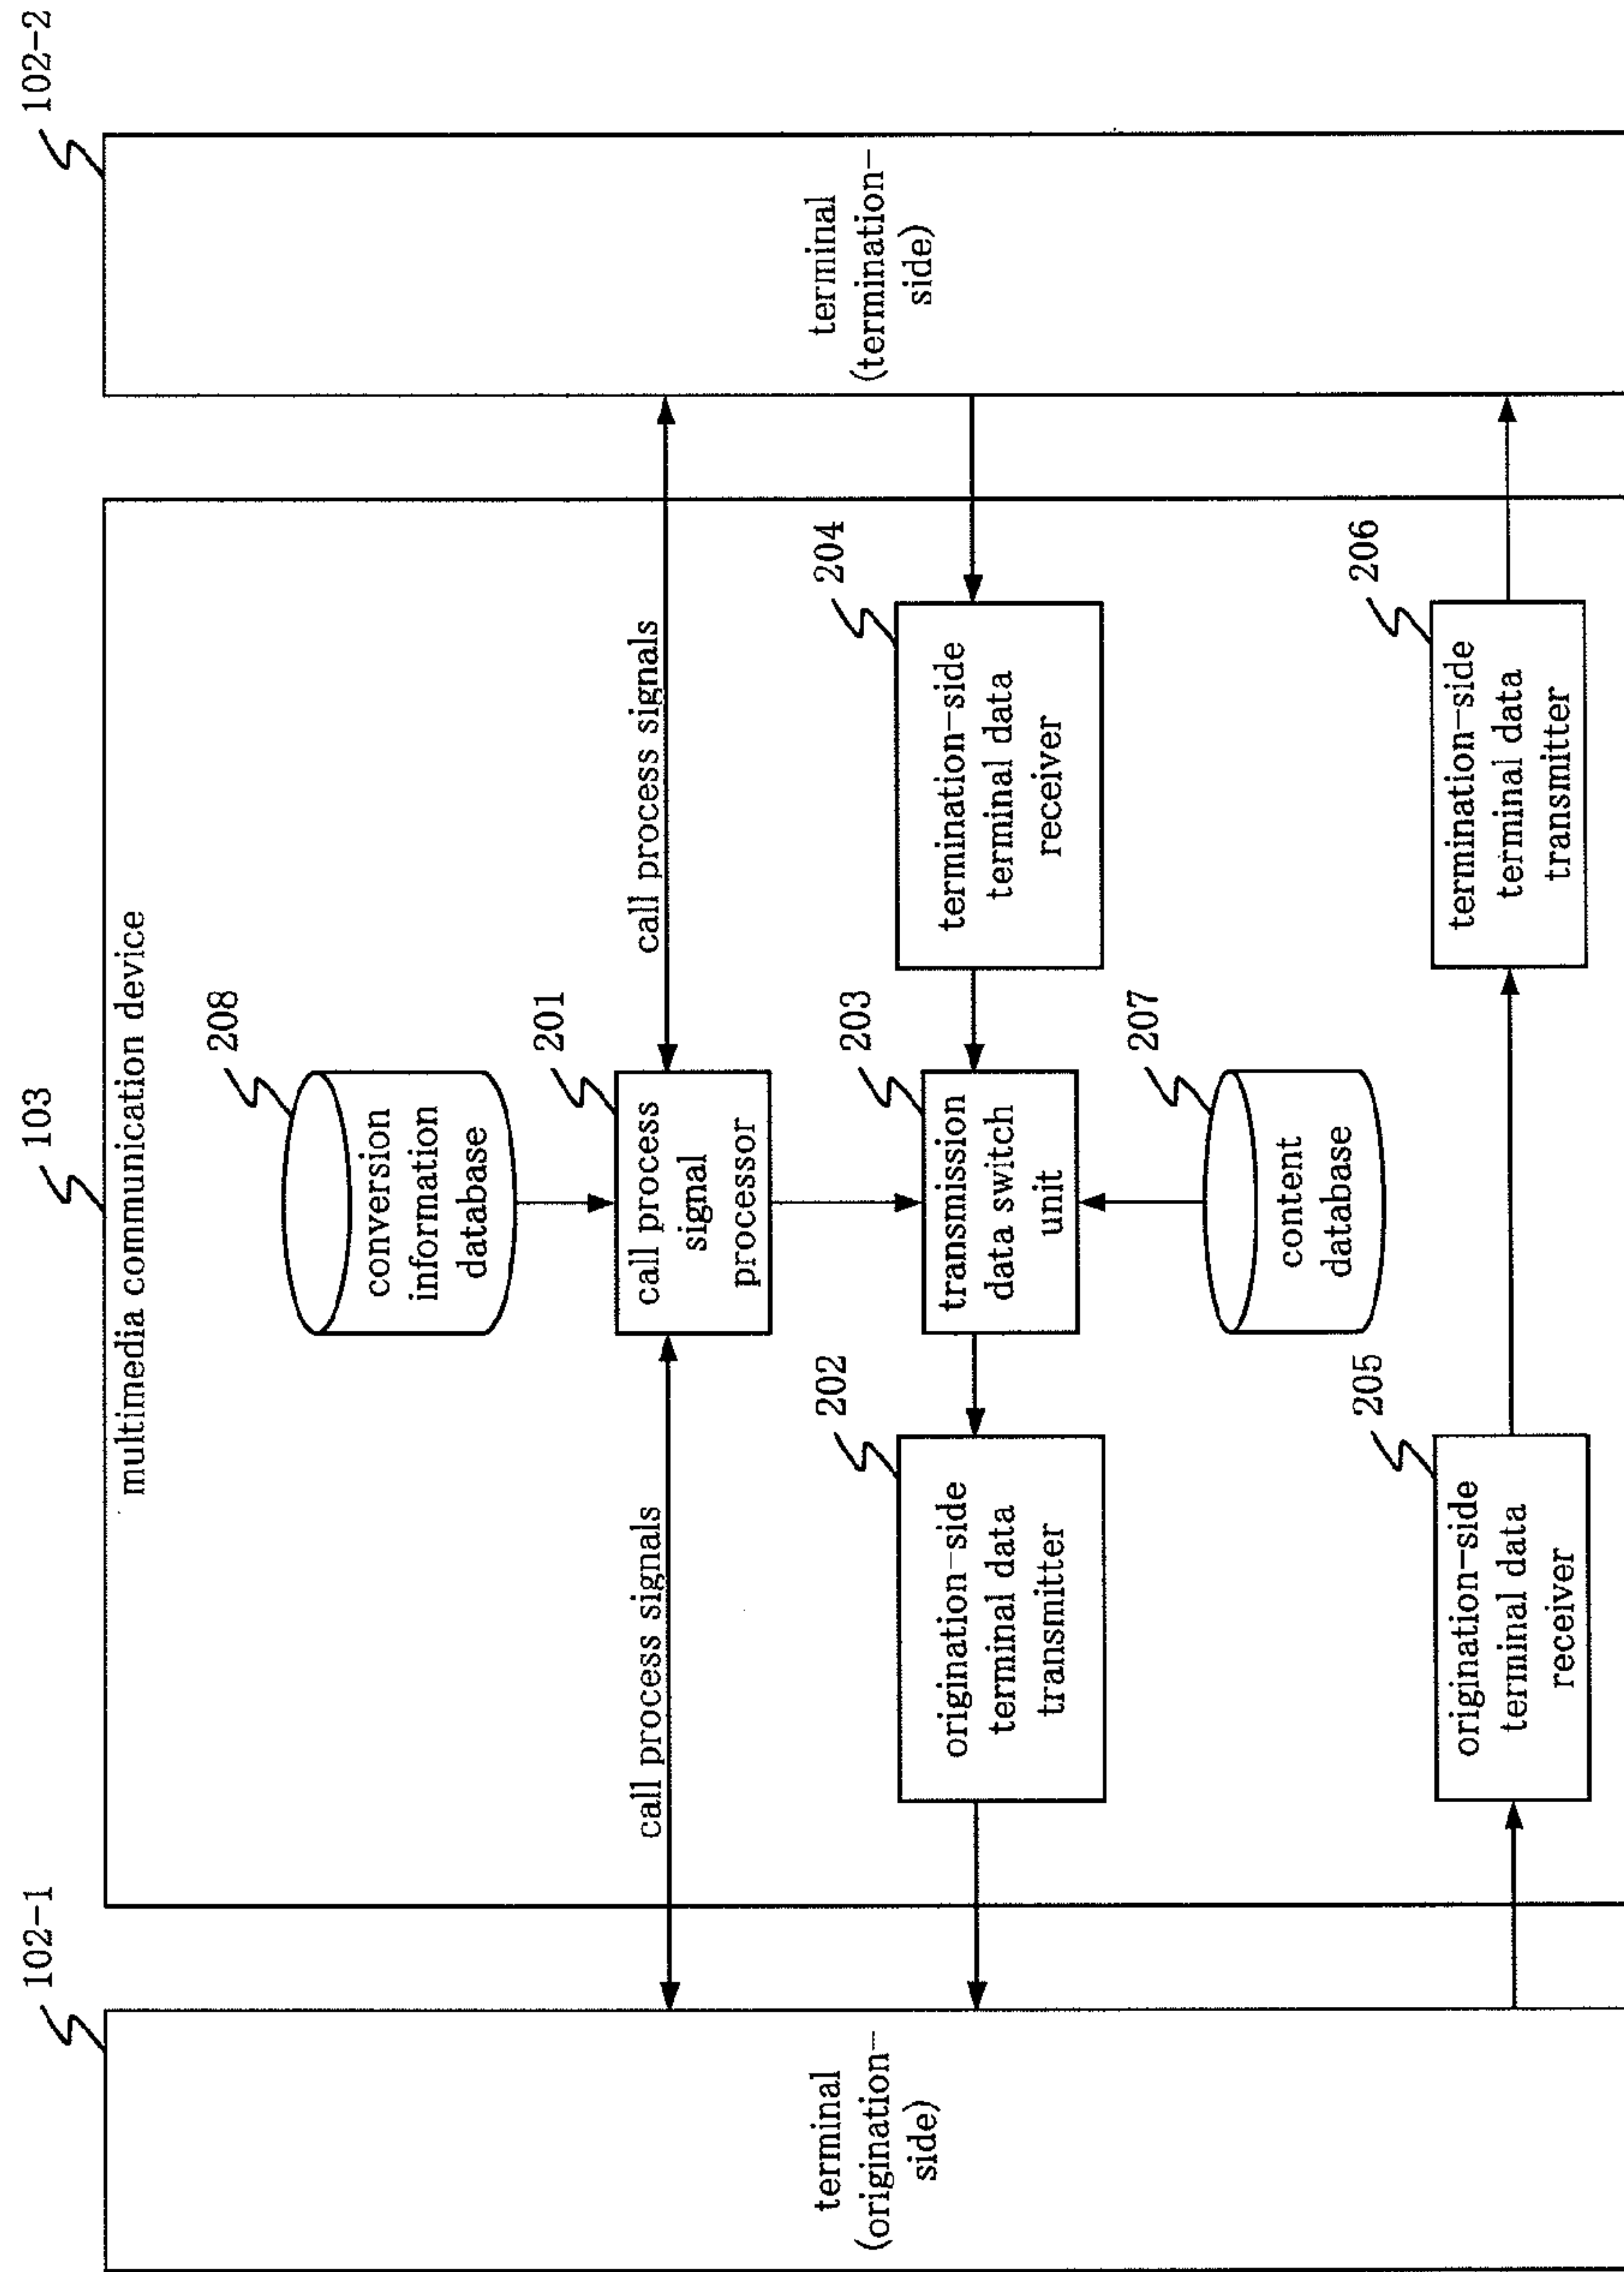 102-1
103
102-2
multimedia communication device
208
conversion
information
database
201
call process signals
call process
signal
processor
call process signals
terminal
(origination-
side)
202
origination-side
terminal data
transmitter
203
transmission
data switch
unit
204
termination-side
terminal data
receiver
terminal
(termination-
side)
207
content
database
205
origination-side
terminal data
receiver
206
termination-side
terminal data
transmitter